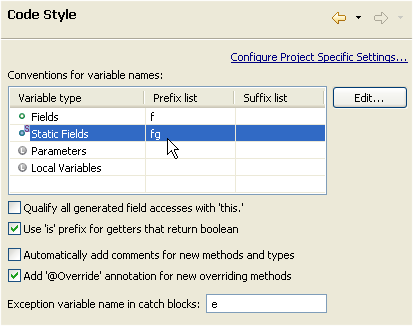 Code Style
Configure Project Specific Settings...
Conventions for variable names:
Variable type Prefix list Suffix list
Fields f
Static Fields fg
Parameters
Local Variables
Edit...
Qualify all generated field accesses with 'this.'
Use 'is' prefix for getters that return boolean
Automatically add comments for new methods and types
Add '@Override' annotation for new overriding methods
Exception variable name in catch blocks: e